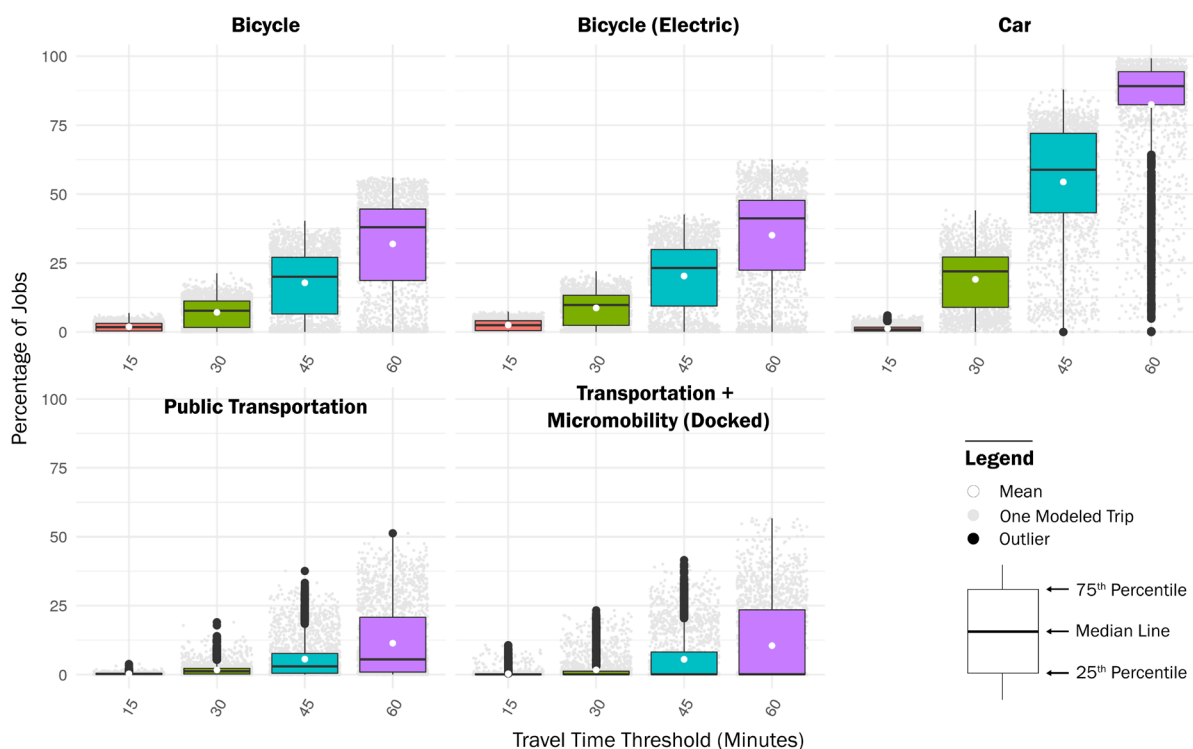 Bicycle
Bicycle (Electric)
Car
Percentage of Jobs
100
75
50
25
0
15
30
45
60
15
30
45
60
15
30
45
60
Public Transportation
Transportation +
Micromobility (Docked)
100
75
50
25
0
15
30
45
60
15
30
45
60
Travel Time Threshold (Minutes)
Legend
Mean
One Modeled Trip
Outlier
75th Percentile
Median Line
25th Percentile